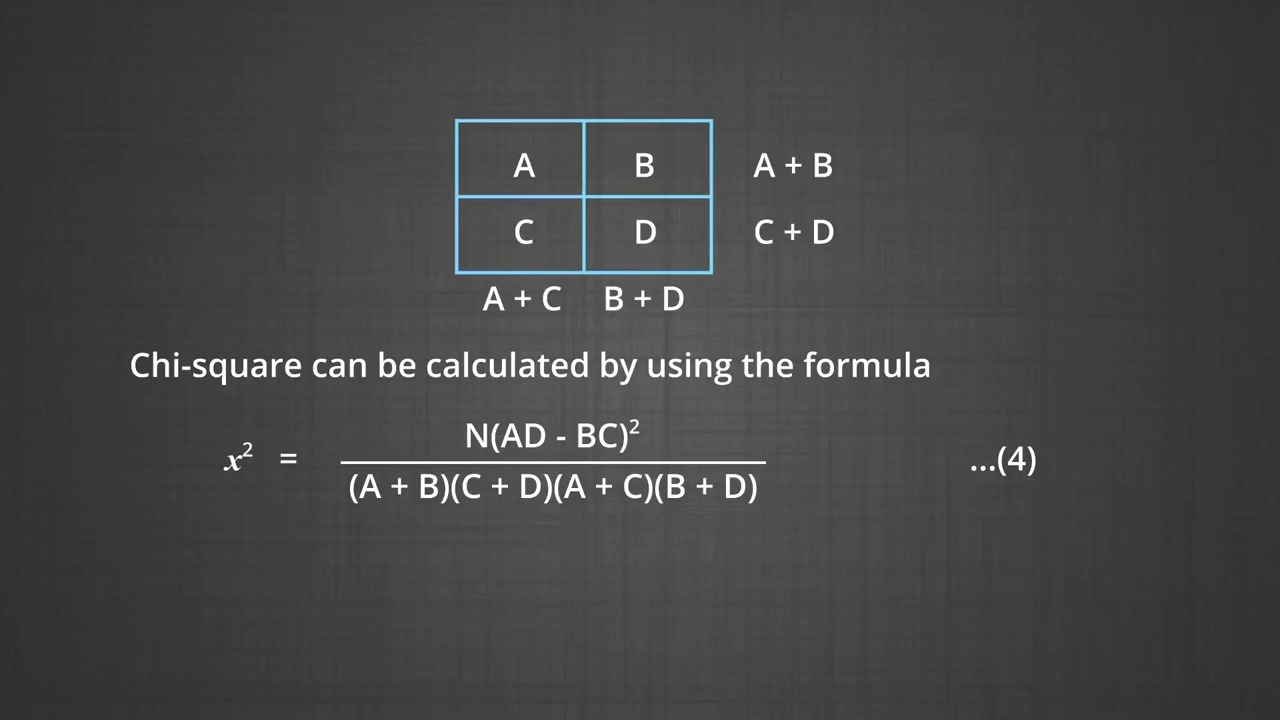 A B A + B
C D C + D
A + C B + D
Chi-square can be calculated by using the formula
x² = N(AD - BC)² ...(4)
(A + B)(C + D)(A + C)(B + D)